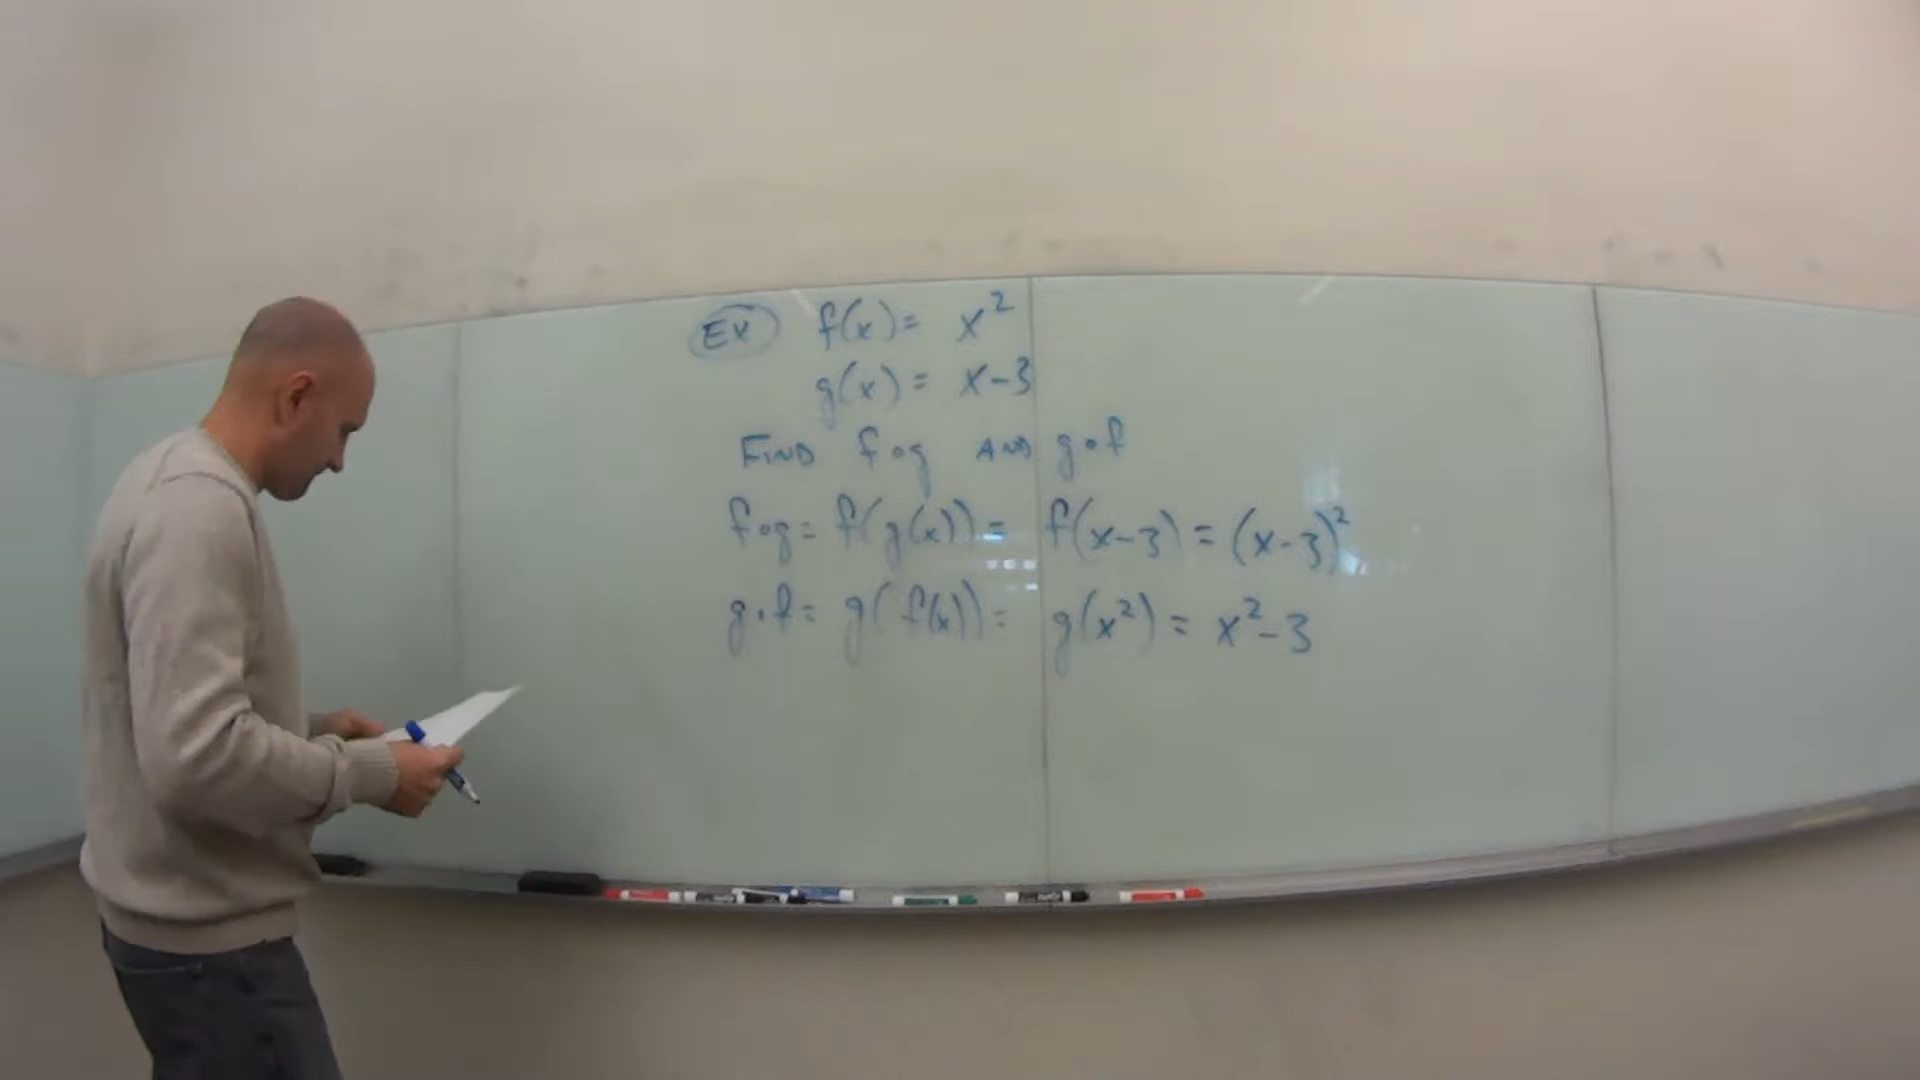 EX f(x) = x²
g(x) = x-3
FIND f∘g AND g∘f
f∘g = f(g(x)) = f(x-3) = (x-3)²
g∘f = g(f(x)) = g(x²) = x²-3